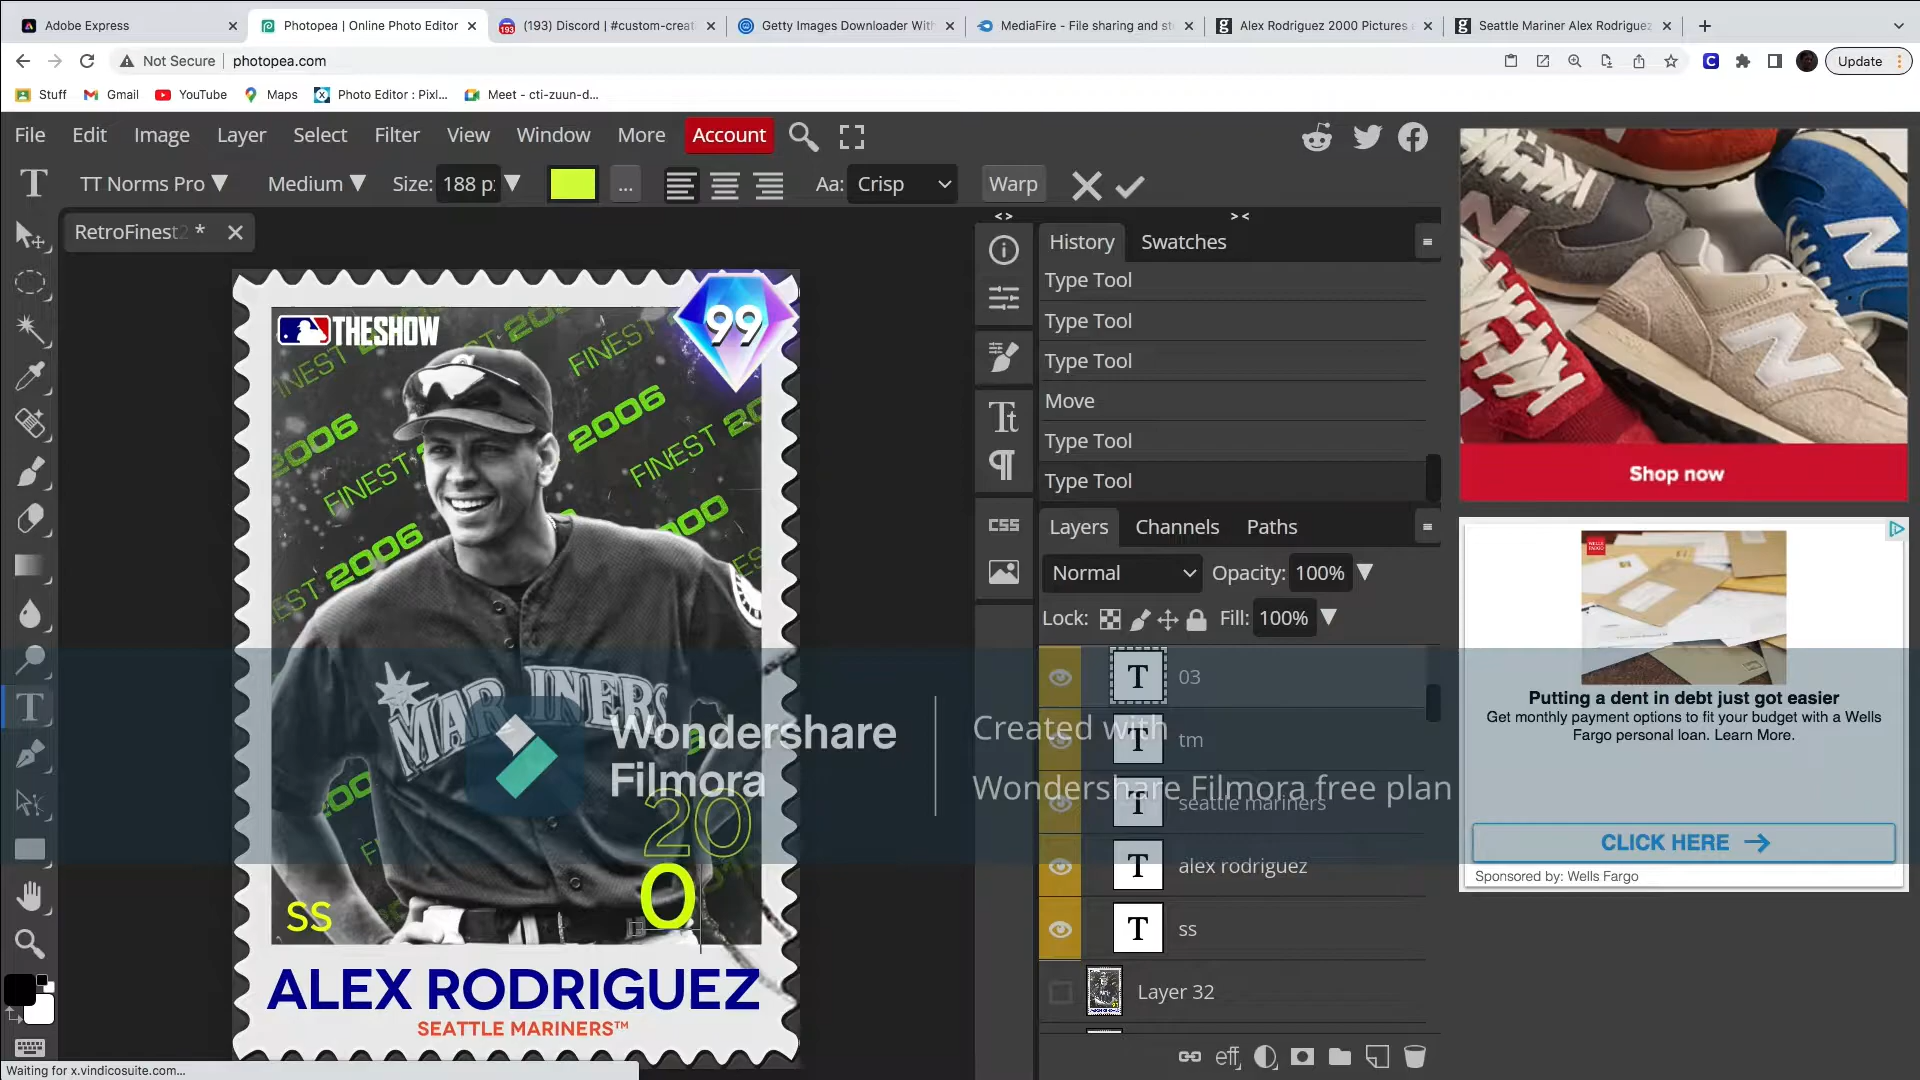 Adobe Express
Photopea | Online Photo Editor
(193) Discord | #custom-creati
Getty Images Downloader With
MediaFire - File sharing and st
Alex Rodriguez 2000 Pictures
Seattle Mariner Alex Rodriguez
Not Secure
photopea.com
C
Update
Stuff
Gmail
YouTube
Maps
Photo Editor : Pixl...
Meet - cti-zuun-d...
File Edit Image Layer Select Filter View Window More Account
TT Norms Pro
Medium
Size: 188 p
...
Aa: Crisp
Warp
RetroFinest2 *
History Swatches
Type Tool
Type Tool
Type Tool
Move
Type Tool
Type Tool
CSS
Layers Channels Paths
Normal
Opacity: 100%
Lock:
Fill: 100%
03
tm
seattle mariners
alex rodriguez
ss
Layer 32
eff
THESHOW
99
FINEST 2006
FINEST
2006
2006
FINEST 20
2006
MARINERS
20
0
SS
ALEX RODRIGUEZ
SEATTLE MARINERS™
Wondershare
Filmora
Created with
Wondershare Filmora free plan
Shop now
WELLS FARGO
Putting a dent in debt just got easier
Get monthly payment options to fit your budget with a Wells
Fargo personal loan. Learn More.
CLICK HERE
Sponsored by: Wells Fargo
Waiting for x.vindicosuite.com...